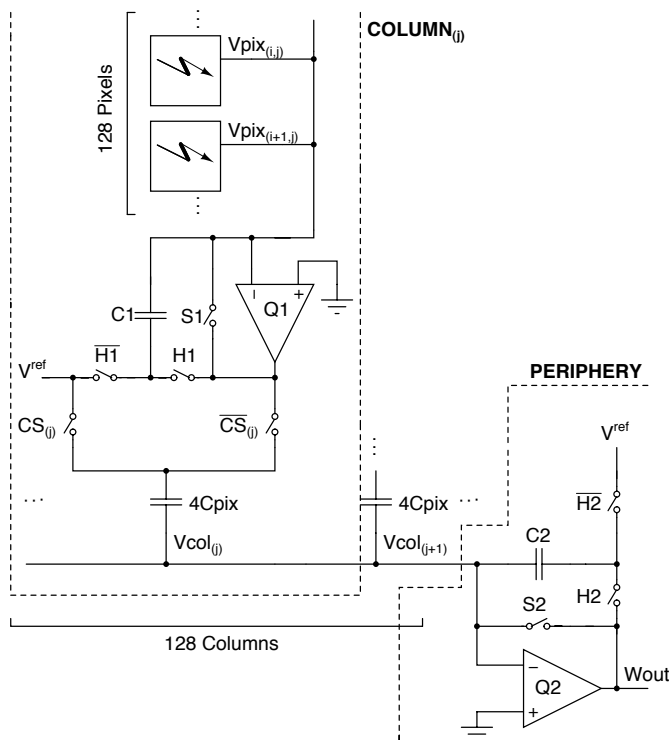 COLUMN(j)
Vpix(i,j)
128 Pixels
Vpix(i+1,j)
− +
Q1
C1
S1
H1
H1
Vref
CS(j)
CS(j)
PERIPHERY
Vref
4Cpix
4Cpix
H2
Vcol(j)
Vcol(j+1)
C2
S2
H2
128 Columns
−
Q2
+
Wout